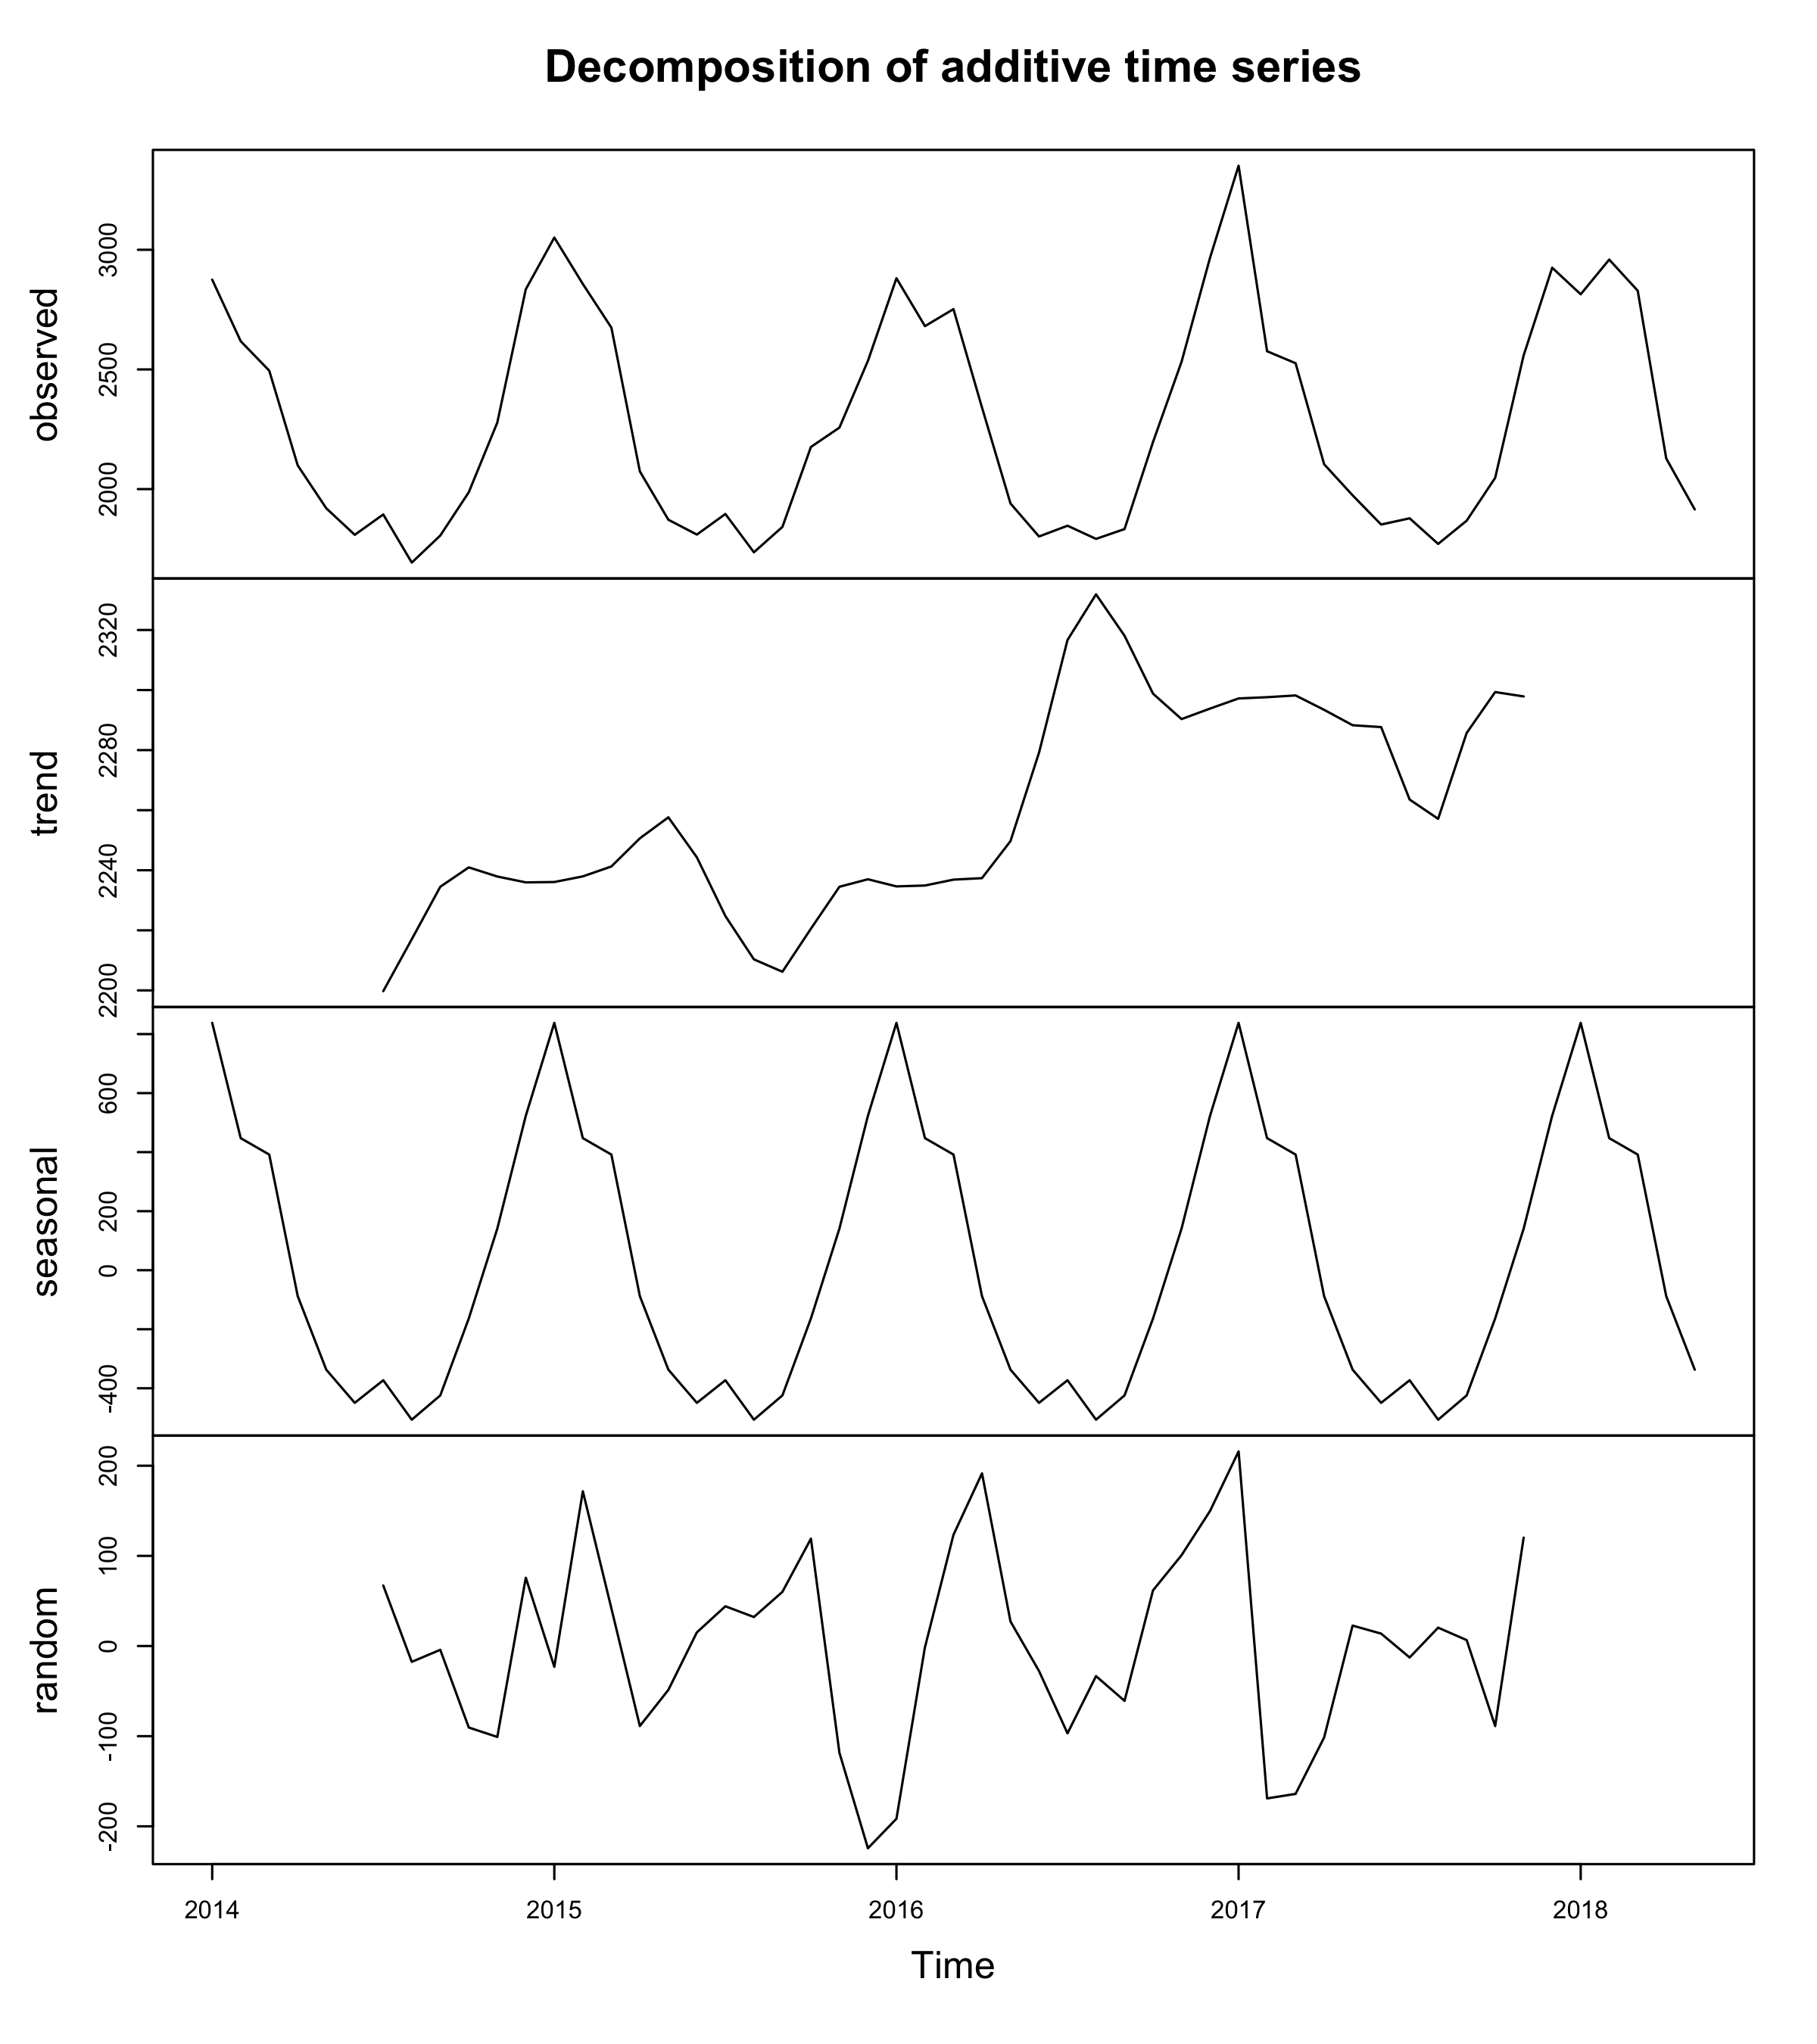 Decomposition of additive time series
observed
3000
2500
2000
trend
2320
2280
2240
2200
seasonal
600
200
0
-400
random
200
100
0
-100
-200
2014 2015 2016 2017 2018
Time